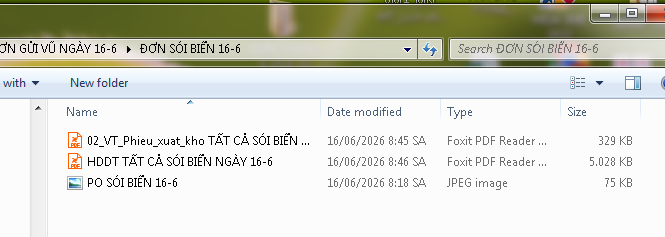 ƠN GỬI VŨ NGÀY 16-6 ▸ ĐƠN SÓI BIỂN 16-6
Search ĐƠN SÓI BIỂN 16-6
with New folder
Name Date modified Type Size
02_VT_Phieu_xuat_kho TẤT CẢ SÓI BIỂN ... 16/06/2026 8:45 SA Foxit PDF Reader ... 329 KB
HDDT TẤT CẢ SÓI BIỂN NGÀY 16-6 16/06/2026 8:46 SA Foxit PDF Reader ... 5.028 KB
PO SÓI BIỂN 16-6 16/06/2026 8:18 SA JPEG image 75 KB